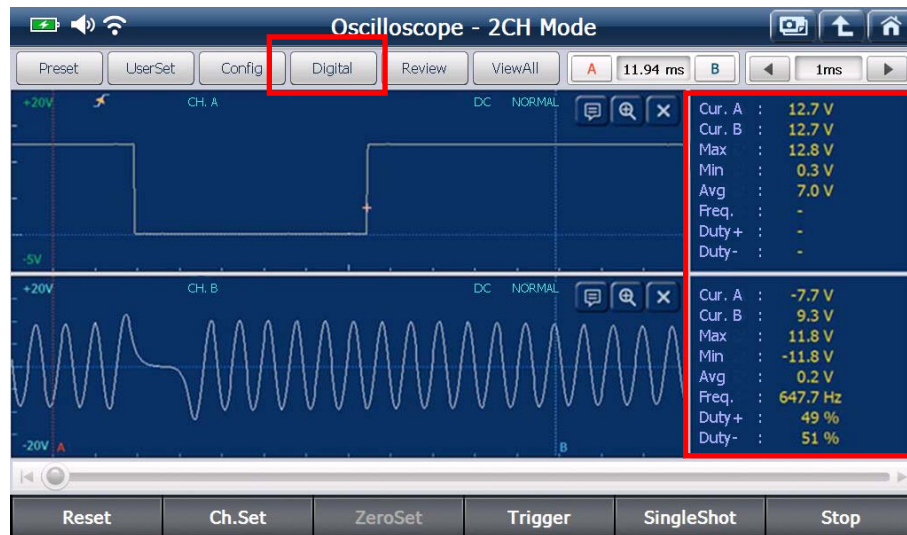 Oscilloscope - 2CH Mode
Preset UserSet Config Digital Review ViewAll A 11.94 ms B 1ms
+20V CH. A DC NORMAL
-5V
Cur. A : 12.7 V
Cur. B : 12.7 V
Max : 12.8 V
Min : 0.3 V
Avg : 7.0 V
Freq. : -
Duty+ : -
Duty- : -
+20V CH. B DC NORMAL
-20V A B
Cur. A : -7.7 V
Cur. B : 9.3 V
Max : 11.8 V
Min : -11.8 V
Avg : 0.2 V
Freq. : 647.7 Hz
Duty+ : 49 %
Duty- : 51 %
Reset Ch.Set ZeroSet Trigger SingleShot Stop